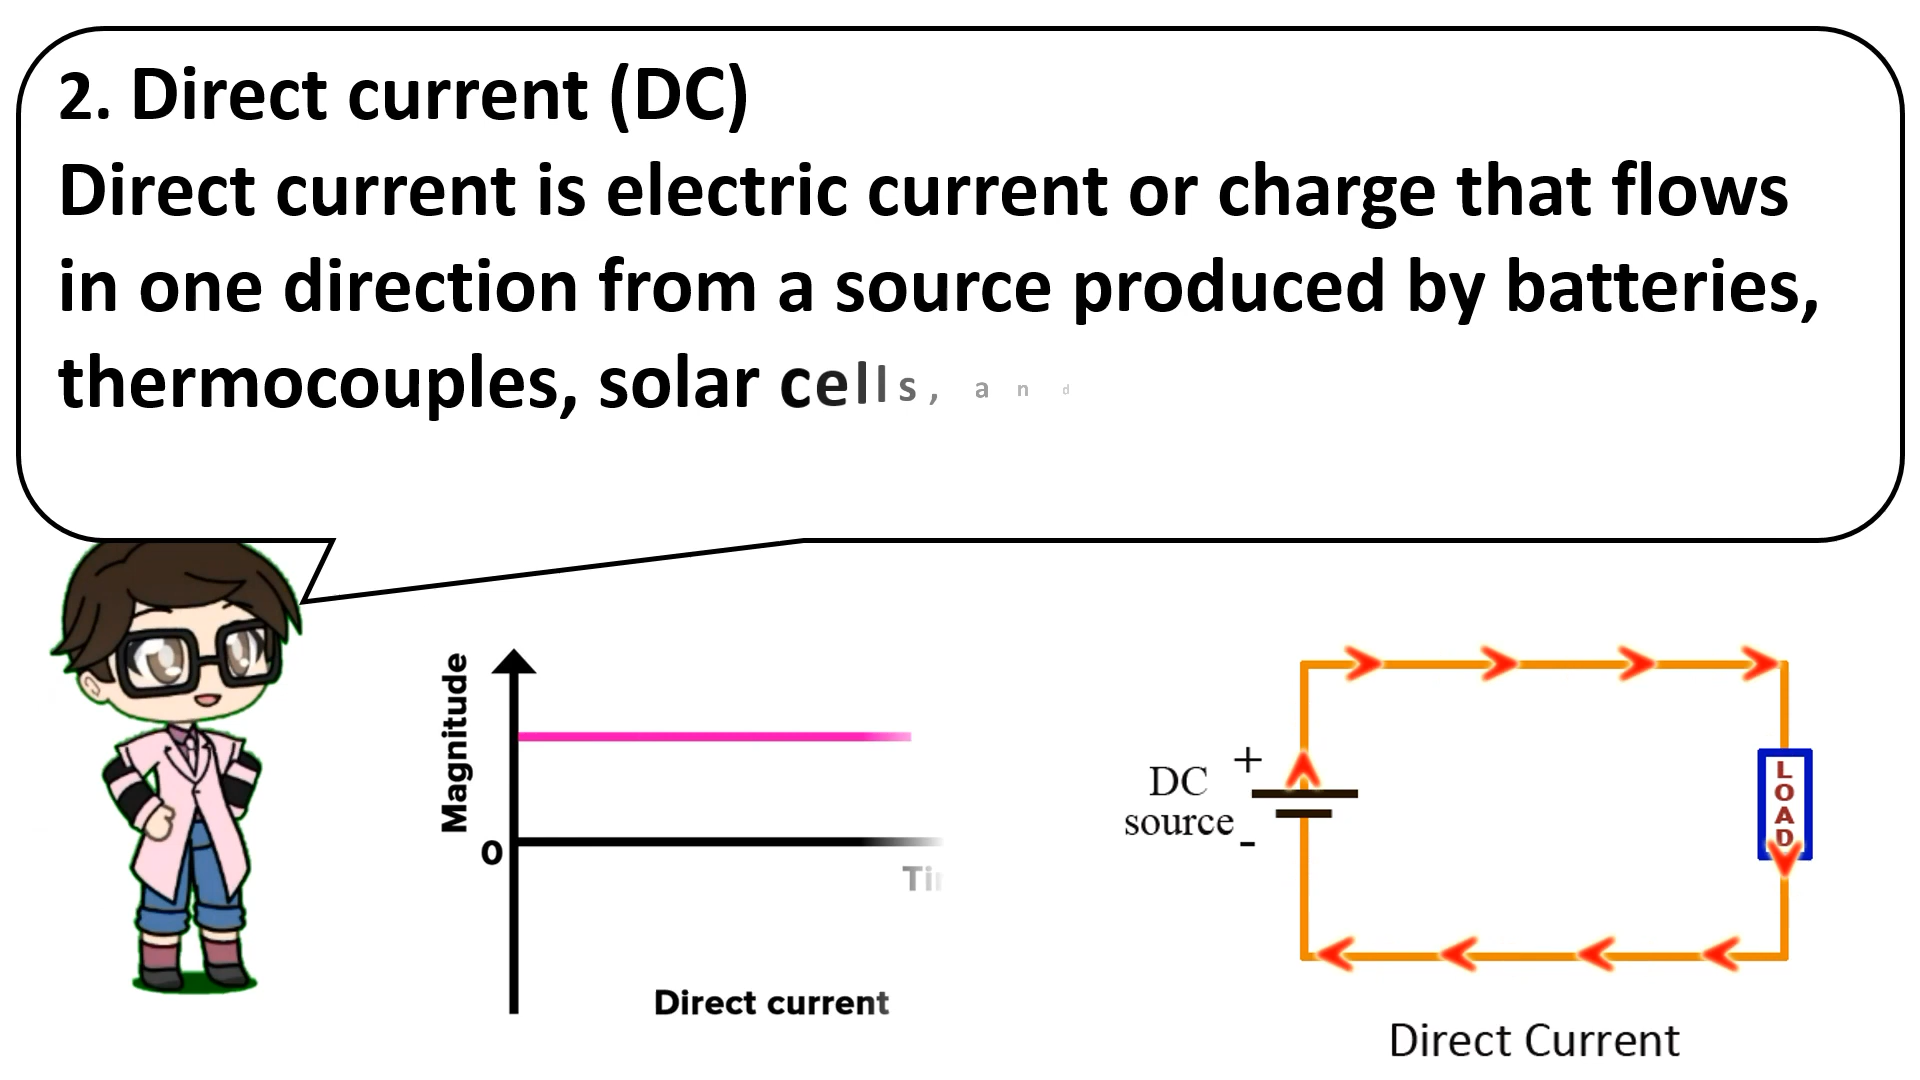 2. Direct current (DC)
Direct current is electric current or charge that flows
in one direction from a source produced by batteries,
thermocouples, solar cells, and
Magnitude
0
Direct current
+
DC
source
-
LOAD
Direct Current